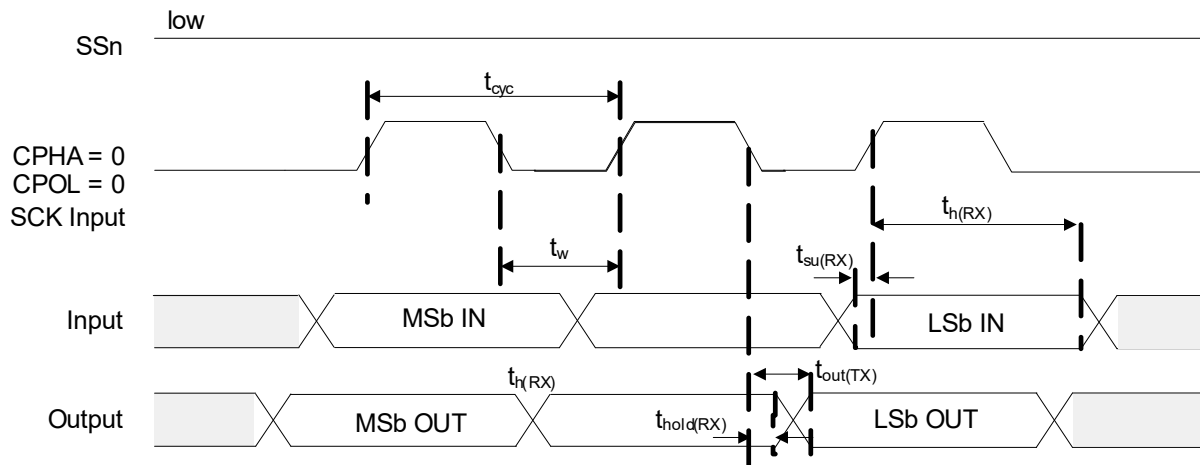 low
SSn
tcyc
CPHA = 0
CPOL = 0
SCK Input
th(RX)
tw
tsu(RX)
Input
MSb IN
LSb IN
th(RX)
tout(TX)
Output
MSb OUT
thold(RX)
LSb OUT